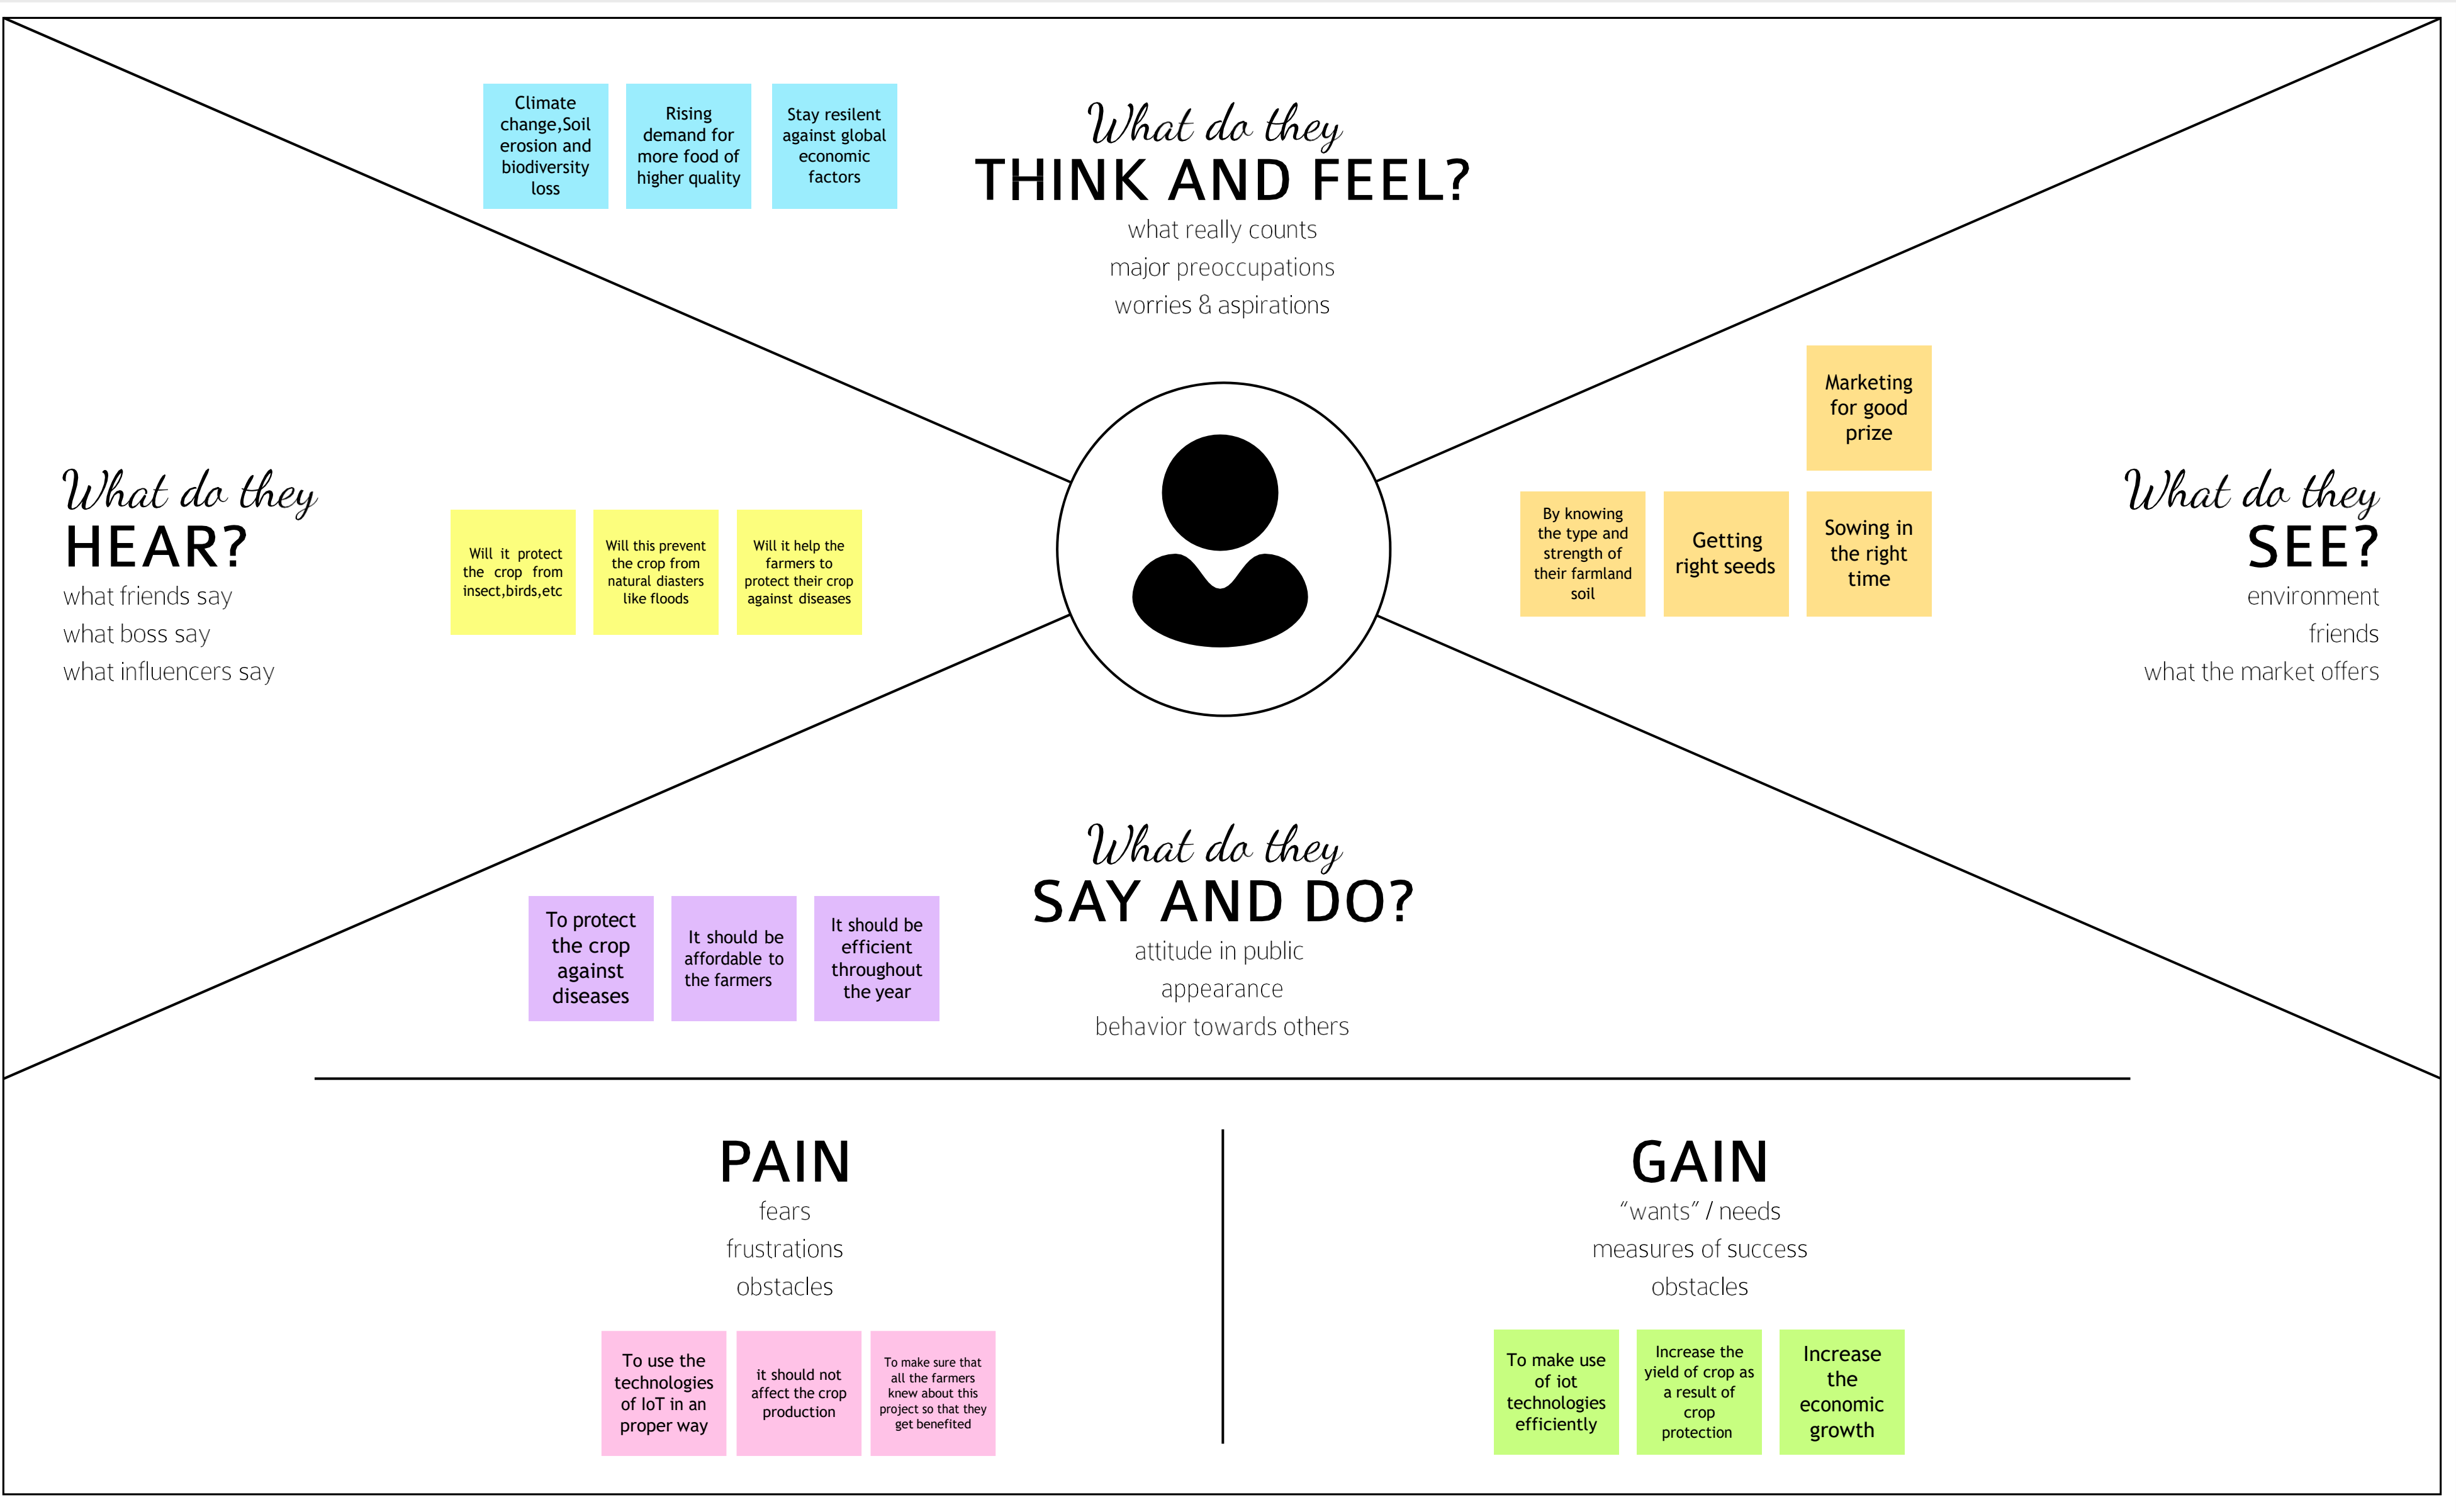 Climate
change,Soil
erosion and
biodiversity
loss
Rising
demand for
more food of
higher quality
Stay resilent
against global
economic
factors
What do they
THINK AND FEEL?
what really counts
major preoccupations
worries & aspirations
What do they
HEAR?
what friends say
what boss say
what influencers say
Will it protect
the crop from
insect,birds,etc
Will this prevent
the crop from
natural diasters
like floods
Will it help the
farmers to
protect their crop
against diseases
Marketing
for good
prize
By knowing
the type and
strength of
their farmland
soil
Getting
right seeds
Sowing in
the right
time
What do they
SEE?
environment
friends
what the market offers
What do they
SAY AND DO?
attitude in public
appearance
behavior towards others
To protect
the crop
against
diseases
It should be
affordable to
the farmers
It should be
efficient
throughout
the year
PAIN
fears
frustrations
obstacles
To use the
technologies
of IoT in an
proper way
it should not
affect the crop
production
To make sure that
all the farmers
knew about this
project so that they
get benefited
GAIN
“wants” / needs
measures of success
obstacles
To make use
of iot
technologies
efficiently
Increase the
yield of crop as
a result of
crop
protection
Increase
the
economic
growth